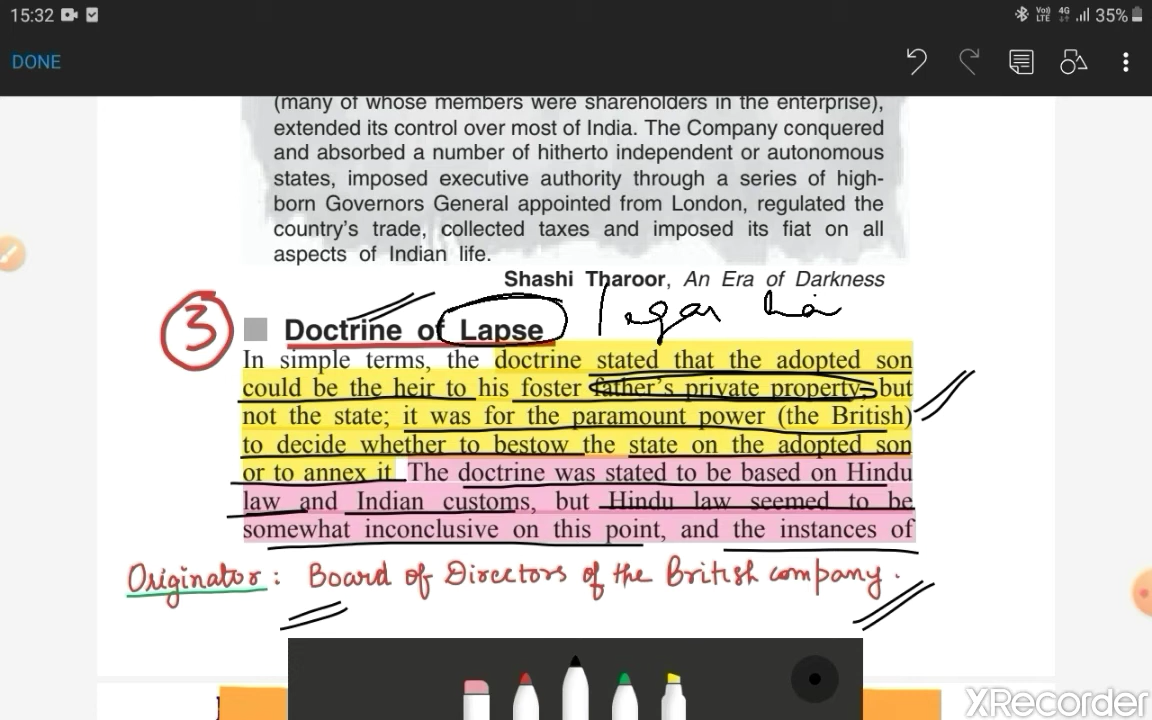 15:32 Vo)) LTE 4G 35%
DONE
(many of whose members were shareholders in the enterprise),
extended its control over most of India. The Company conquered
and absorbed a number of hitherto independent or autonomous
states, imposed executive authority through a series of high-
born Governors General appointed from London, regulated the
country's trade, collected taxes and imposed its fiat on all
aspects of Indian life.
Shashi Tharoor, An Era of Darkness
3 Doctrine of Lapse
In simple terms, the doctrine stated that the adopted son
could be the heir to his foster father's private property, but
not the state; it was for the paramount power (the British)
to decide whether to bestow the state on the adopted son
or to annex it. The doctrine was stated to be based on Hindu
law and Indian customs, but Hindu law seemed to be
somewhat inconclusive on this point, and the instances of
Originator: Board of Directors of the British company.
XRecorder